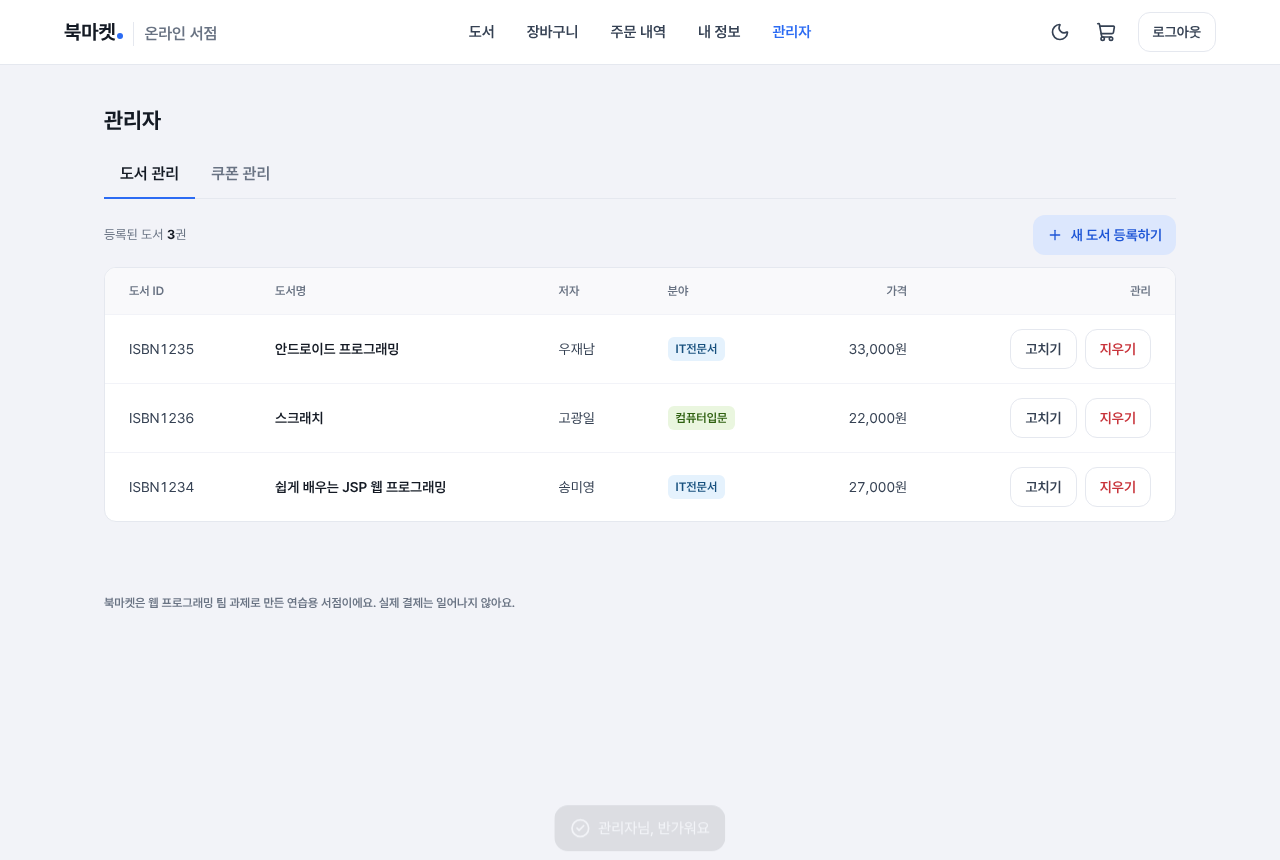 북마켓 온라인 서점 도서 장바구니 주문 내역 내 정보 관리자 로그아웃
관리자
도서 관리 쿠폰 관리
등록된 도서 3권 + 새 도서 등록하기
도서 ID 도서명 저자 분야 가격 관리
ISBN1235 안드로이드 프로그래밍 우재남 IT전문서 33,000원 고치기 지우기
ISBN1236 스크래치 고광일 컴퓨터입문 22,000원 고치기 지우기
ISBN1234 쉽게 배우는 JSP 웹 프로그래밍 송미영 IT전문서 27,000원 고치기 지우기
북마켓은 웹 프로그래밍 팀 과제로 만든 연습용 서점이에요. 실제 결제는 일어나지 않아요.
관리자님, 반가워요